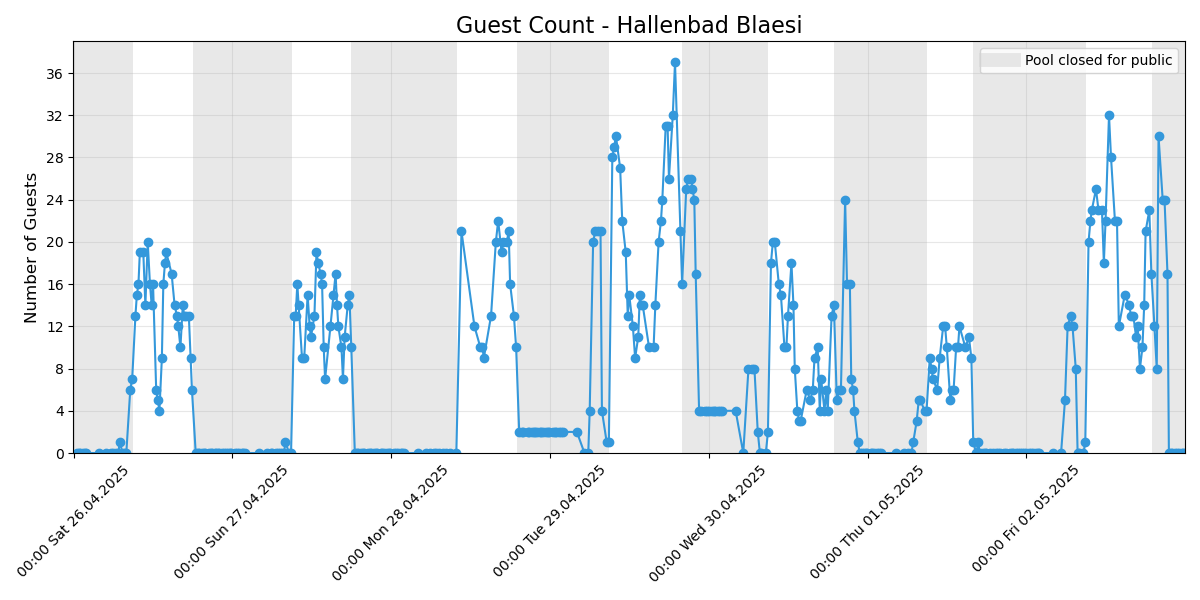 Guest Count - Hallenbad Blaesi
Pool closed for public
Number of Guests
36
32
28
24
20
16
12
8
4
0
00:00 Sat 26.04.2025
00:00 Sun 27.04.2025
00:00 Mon 28.04.2025
00:00 Tue 29.04.2025
00:00 Wed 30.04.2025
00:00 Thu 01.05.2025
00:00 Fri 02.05.2025